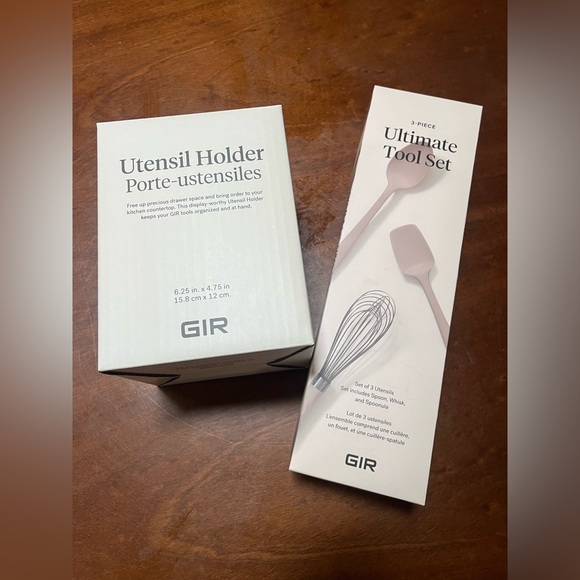 Utensil Holder
Porte-ustensiles
Free up precious drawer space and bring order to your
kitchen countertop. This display-worthy Utensil Holder
keeps your GIR tools organized and at hand.
6.25 in. x 4.75 in
15.8 cm x 12 cm.
GIR
3-PIECE
Ultimate
Tool Set
Set of 3 Utensils
Set includes Spoon, Whisk,
and Spoonula
Lot de 3 ustensiles
L'ensemble comprend une cuillère,
un fouet, et une cuillère-spatule
GIR